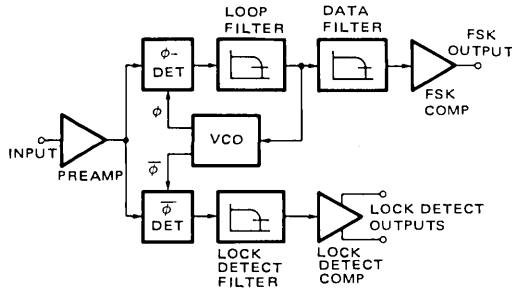 LOOP
FILTER
DATA
FILTER
FSK
OUTPUT
ϕ-
DET
FSK
COMP
ϕ
VCO
INPUT
PREAMP
ϕ̅
ϕ̅
DET
LOCK DETECT
OUTPUTS
LOCK
DETECT
FILTER
LOCK
DETECT
COMP